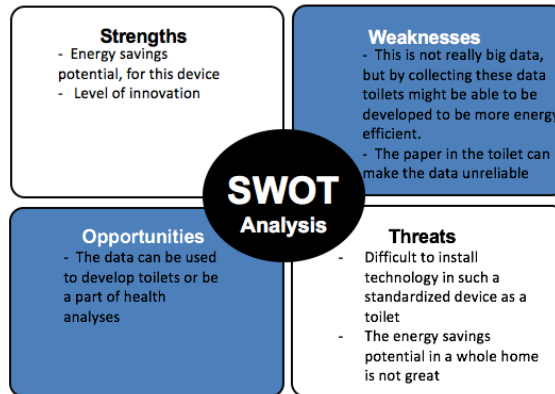 Strengths
- Energy savings
potential, for this device
- Level of innovation
Weaknesses
- This is not really big data,
but by collecting these data
toilets might be able to be
developed to be more energy
efficient.
- The paper in the toilet can
make the data unreliable
SWOT
Analysis
Opportunities
- The data can be used
to develop toilets or be
a part of health
analyses
Threats
- Difficult to install
technology in such a
standardized device as a
toilet
- The energy savings
potential in a whole home
is not great